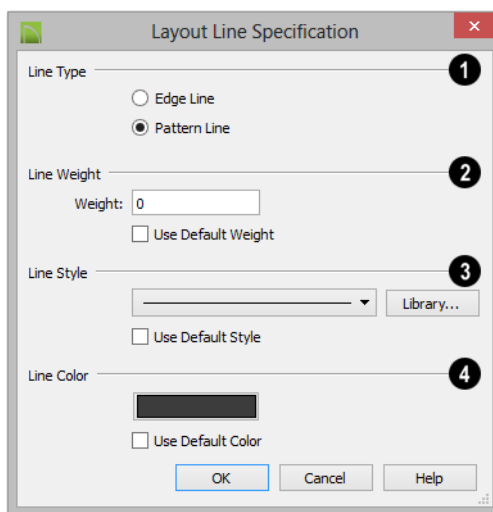 Layout Line Specification
Line Type 1
Edge Line
Pattern Line
Line Weight 2
Weight: 0
Use Default Weight
Line Style 3
Library...
Use Default Style
Line Color 4
Use Default Color
OK Cancel Help